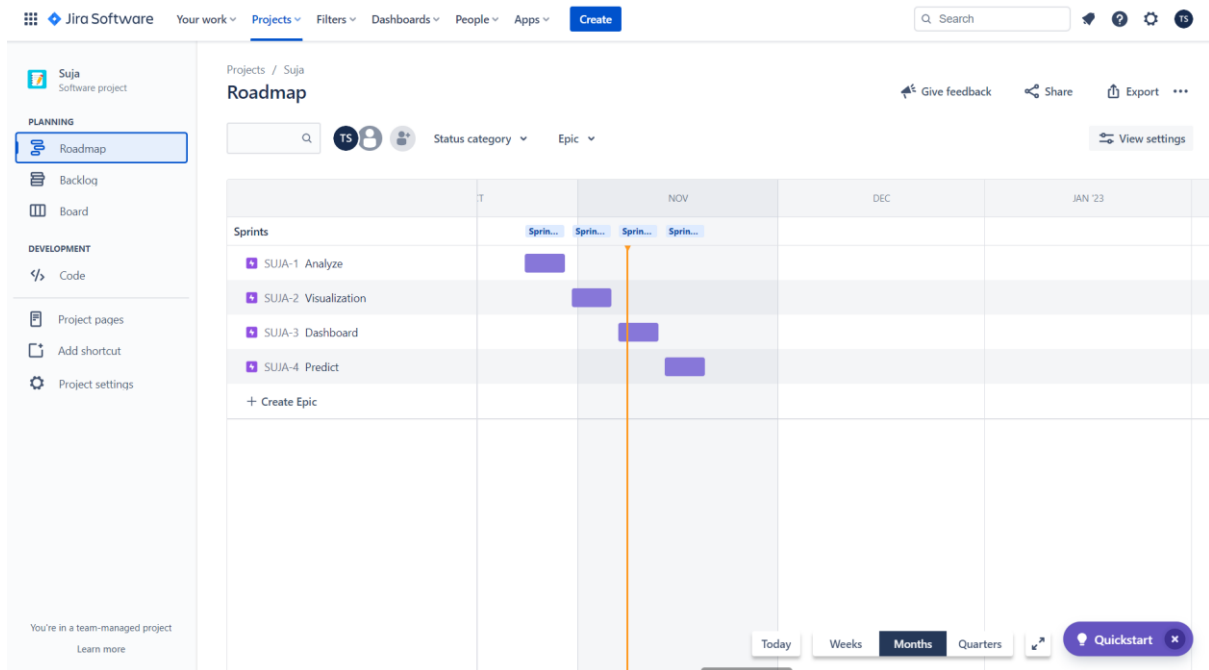 Jira Software Your work Projects Filters Dashboards People Apps Create Search TS
Suja
Software project
PLANNING
Roadmap
Backlog
Board
DEVELOPMENT
Code
Project pages
Add shortcut
Project settings
You're in a team-managed project
Learn more
Projects / Suja
Roadmap
Give feedback Share Export
TS Status category Epic View settings
T NOV DEC JAN '23
Sprints Sprin... Sprin... Sprin... Sprin...
SUJA-1 Analyze
SUJA-2 Visualization
SUJA-3 Dashboard
SUJA-4 Predict
+ Create Epic
Today Weeks Months Quarters Quickstart